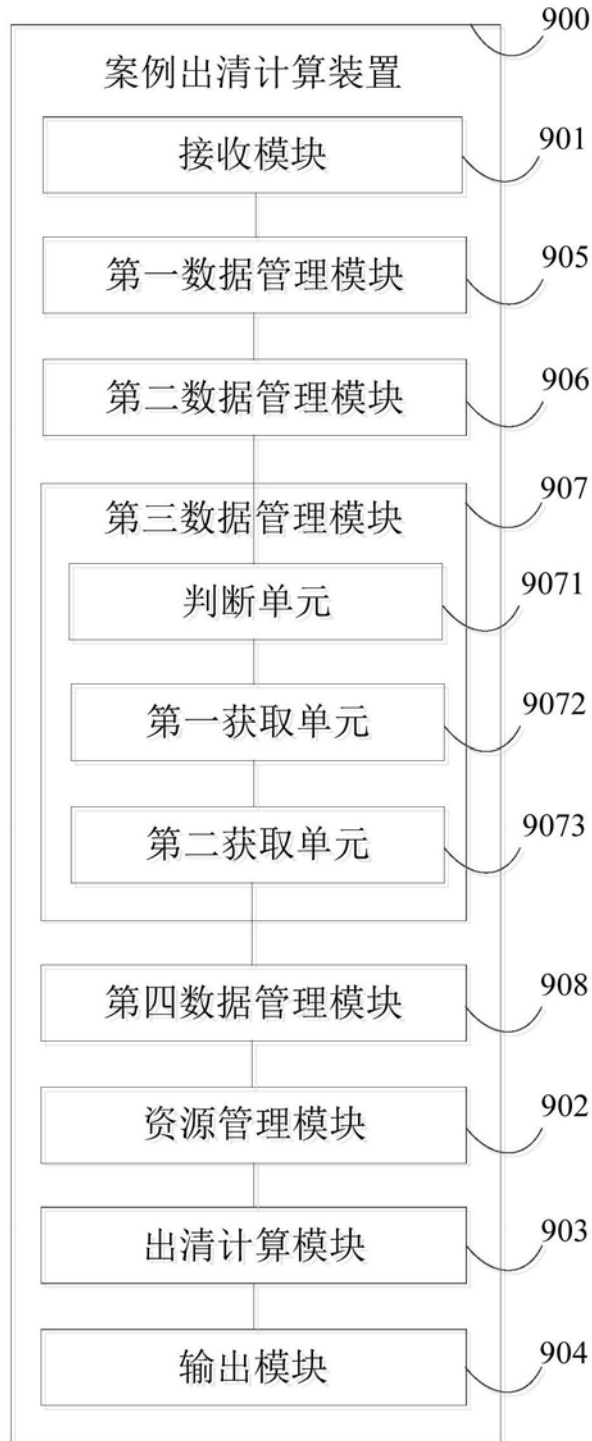 900
案例出清计算装置
接收模块
901
第一数据管理模块
905
第二数据管理模块
906
第三数据管理模块
907
判断单元
9071
第一获取单元
9072
第二获取单元
9073
第四数据管理模块
908
资源管理模块
902
出清计算模块
903
输出模块
904